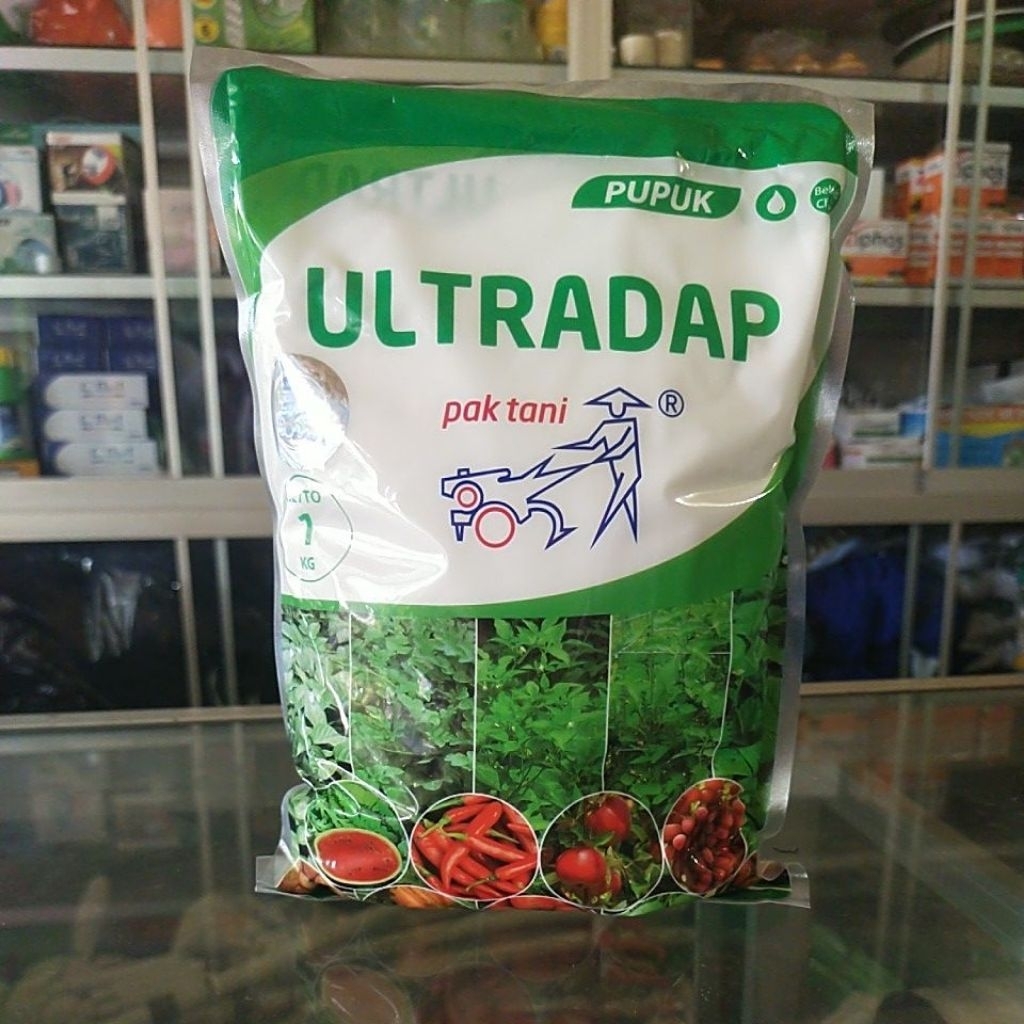 PUPUK
ULTRADAP
pak tani ®
1
KG